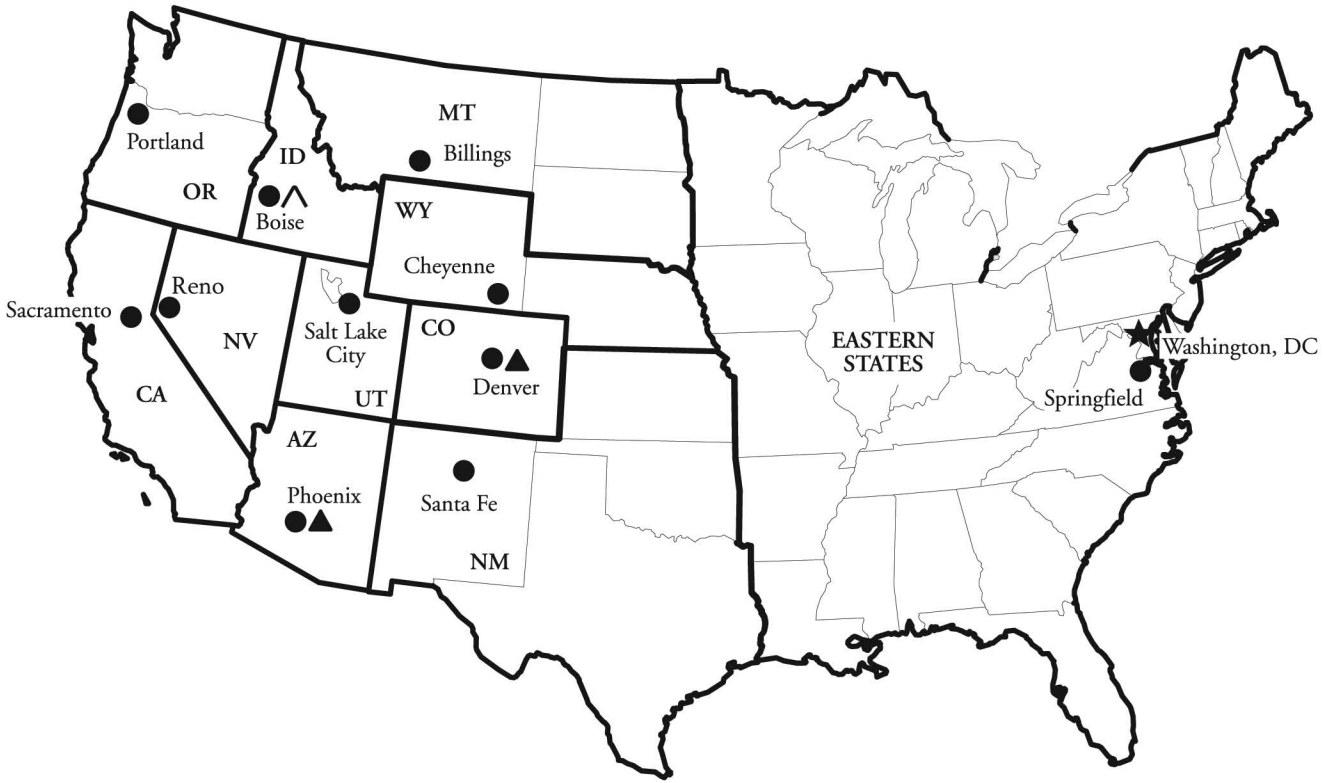 MT
Portland
Billings
ID
OR
WY
Boise
Cheyenne
Reno
Sacramento
Salt Lake
City
NV
CO
EASTERN
STATES
Washington, DC
Denver
CA
UT
Springfield
AZ
Phoenix
Santa Fe
NM